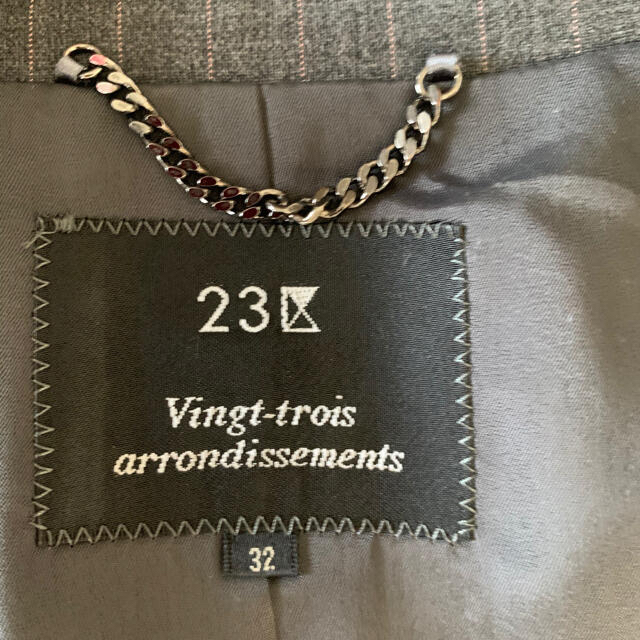 23区
Vingt-trois
arrondissements
32